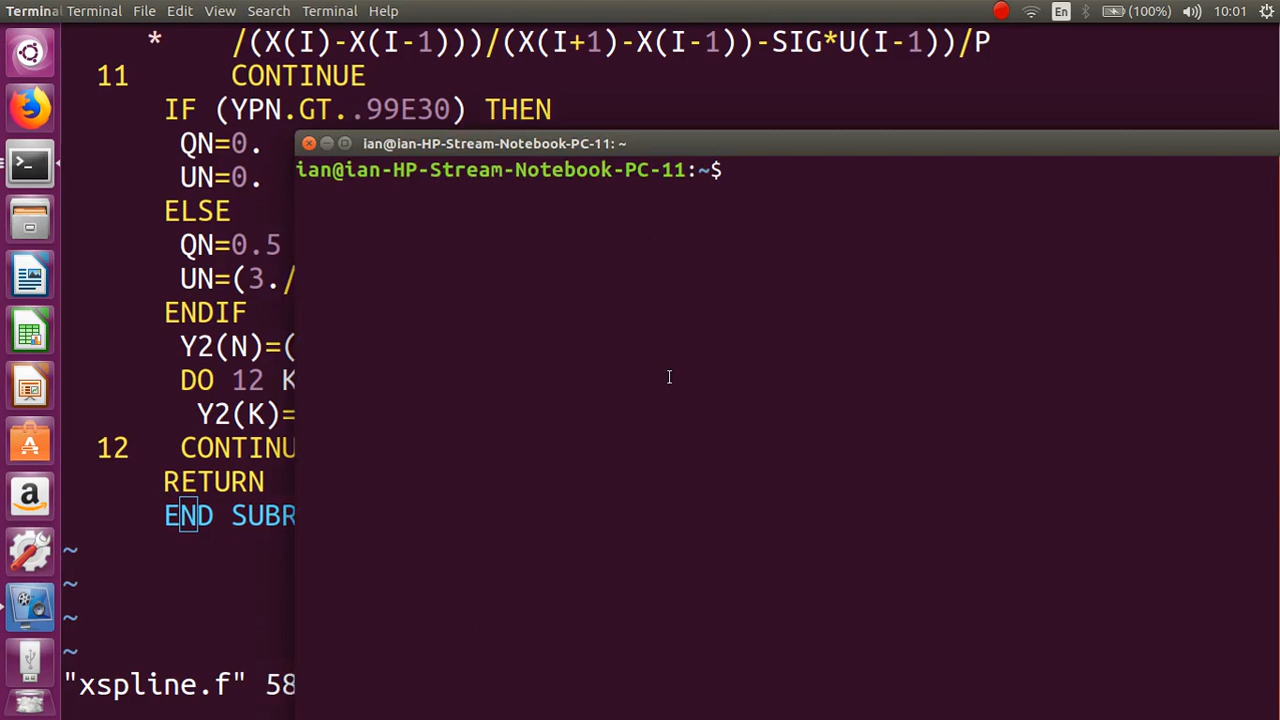 Terminal Terminal File Edit View Search Terminal Help En (100%) 10:01
* /(X(I)-X(I-1)))/(X(I+1)-X(I-1))-SIG*U(I-1))/P
11 CONTINUE
IF (YPN.GT..99E30) THEN
QN=0.
UN=0.
ELSE
QN=0.5
UN=(3./
ENDIF
Y2(N)=(
DO 12 K
Y2(K)=
12 CONTINU
RETURN
END SUBR
~
~
~
~
"xspline.f" 58
ian@ian-HP-Stream-Notebook-PC-11: ~
ian@ian-HP-Stream-Notebook-PC-11:~$